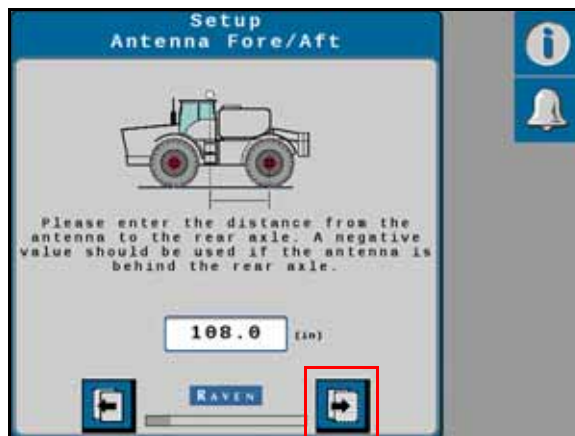 Setup
Antenna Fore/Aft
Please enter the distance from the
antenna to the rear axle. A negative
value should be used if the antenna is
behind the rear axle.
108.0 (in)
RAVEN